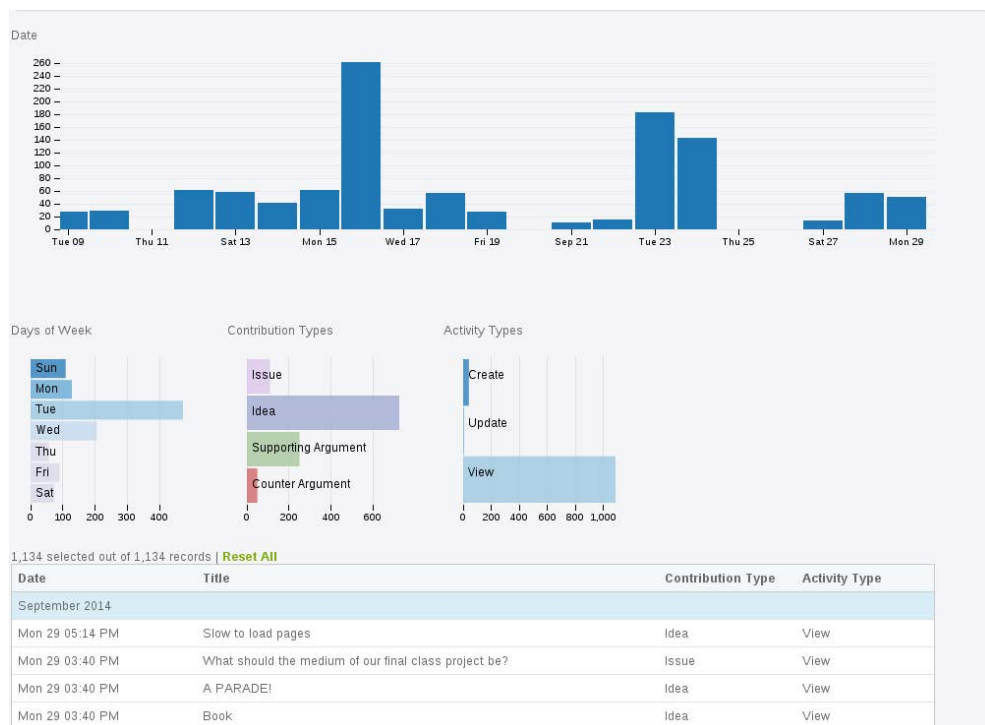 Date
260
240
220
200
180
160
140
120
100
80
60
40
20
0
Tue 09 Thu 11 Sat 13 Mon 15 Wed 17 Fri 19 Sep 21 Tue 23 Thu 25 Sat 27 Mon 29
Days of Week Contribution Types Activity Types
Sun
Mon
Tue
Wed
Thu
Fri
Sat
0 100 200 300 400
Issue
Idea
Supporting Argument
Counter Argument
0 200 400 600
Create
Update
View
0 200 400 600 800 1,000
1,134 selected out of 1,134 records | Reset All
Date Title Contribution Type Activity Type
September 2014
Mon 29 05:14 PM Slow to load pages Idea View
Mon 29 03:40 PM What should the medium of our final class project be? Issue View
Mon 29 03:40 PM A PARADE! Idea View
Mon 29 03:40 PM Book Idea View